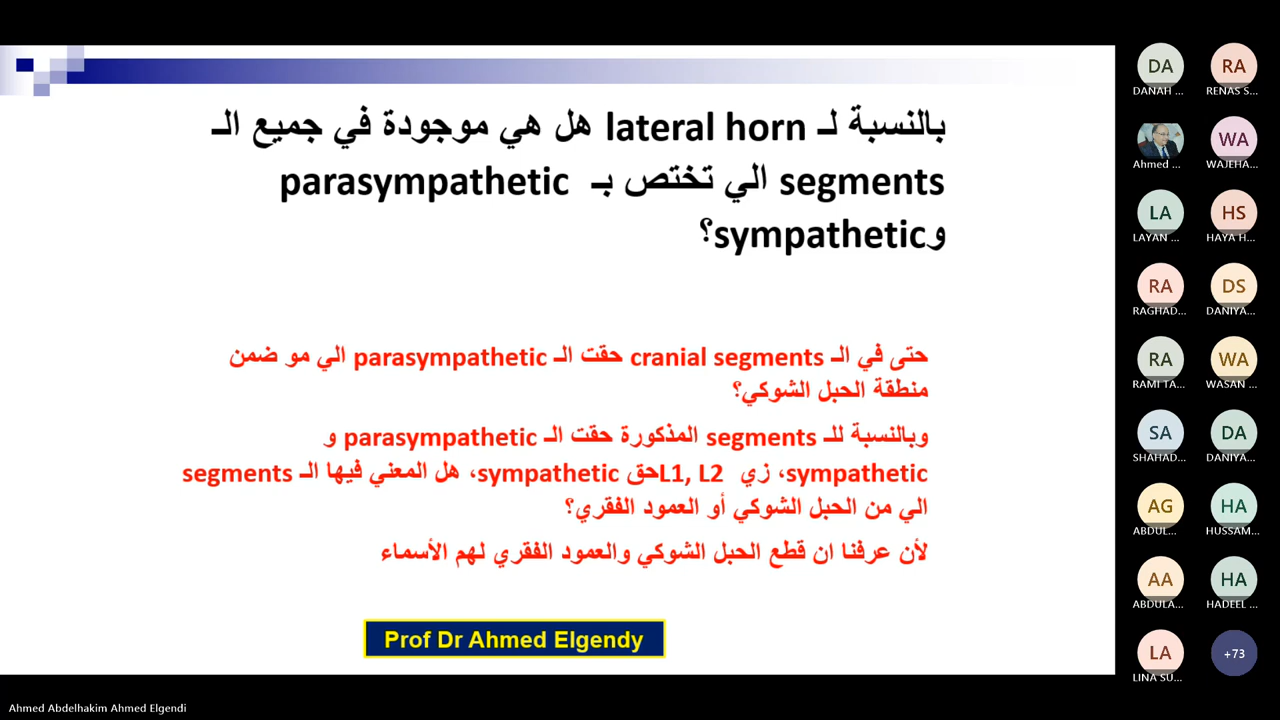 بالنسبة لـ lateral horn هل هي موجودة في جميع الـ
segments الي تختص بـ parasympathetic
وsympathetic؟
حتى في الـ cranial segments حقت الـ parasympathetic الي مو ضمن
منطقة الحبل الشوكي؟
وبالنسبة للـ segments المذكورة حقت الـ parasympathetic و
sympathetic، زي L1, L2حق sympathetic، هل المعني فيها الـ segments
الي من الحبل الشوكي أو العمود الفقري؟
لأن عرفنا ان قطع الحبل الشوكي والعمود الفقري لهم الأسماء
Prof Dr Ahmed Elgendy
DA
DANAH ...
RA
RENAS S...
Ahmed ...
WA
WAJEHA...
LA
LAYAN ...
HS
HAYA H...
RA
RAGHAD...
DS
DANIYA...
RA
RAMI TA...
WA
WASAN ...
SA
SHAHAD...
DA
DANIYA...
AG
ABDUL...
HA
HUSSAM...
AA
ABDULA...
HA
HADEEL ...
LA
LINA SU...
+73
Ahmed Abdelhakim Ahmed Elgendi